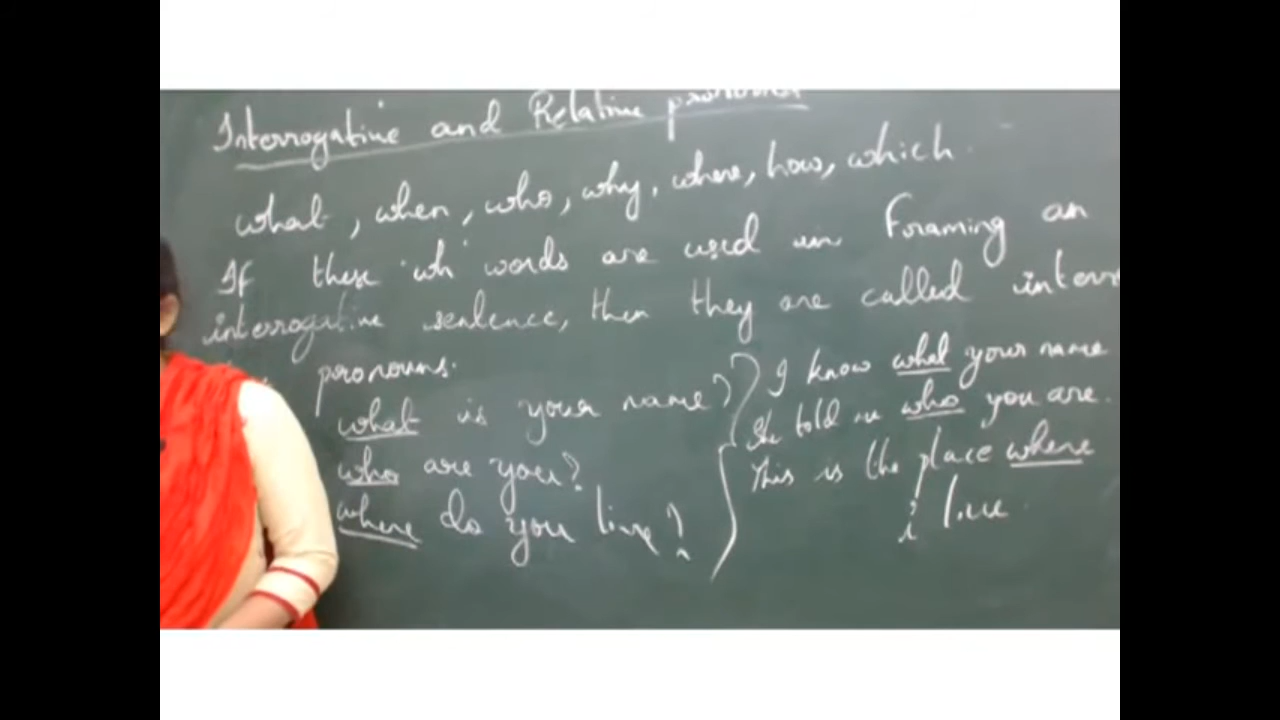 Interrogative and Relative pronouns
what, when, who, why, where, how, which.
If these 'wh' words are used in Foraming an
interrogative sentence, then they are called interr
pronouns.
what is your name?
who are you?
where do you live?
I know what your name
She told me who you are.
This is the place where
i live